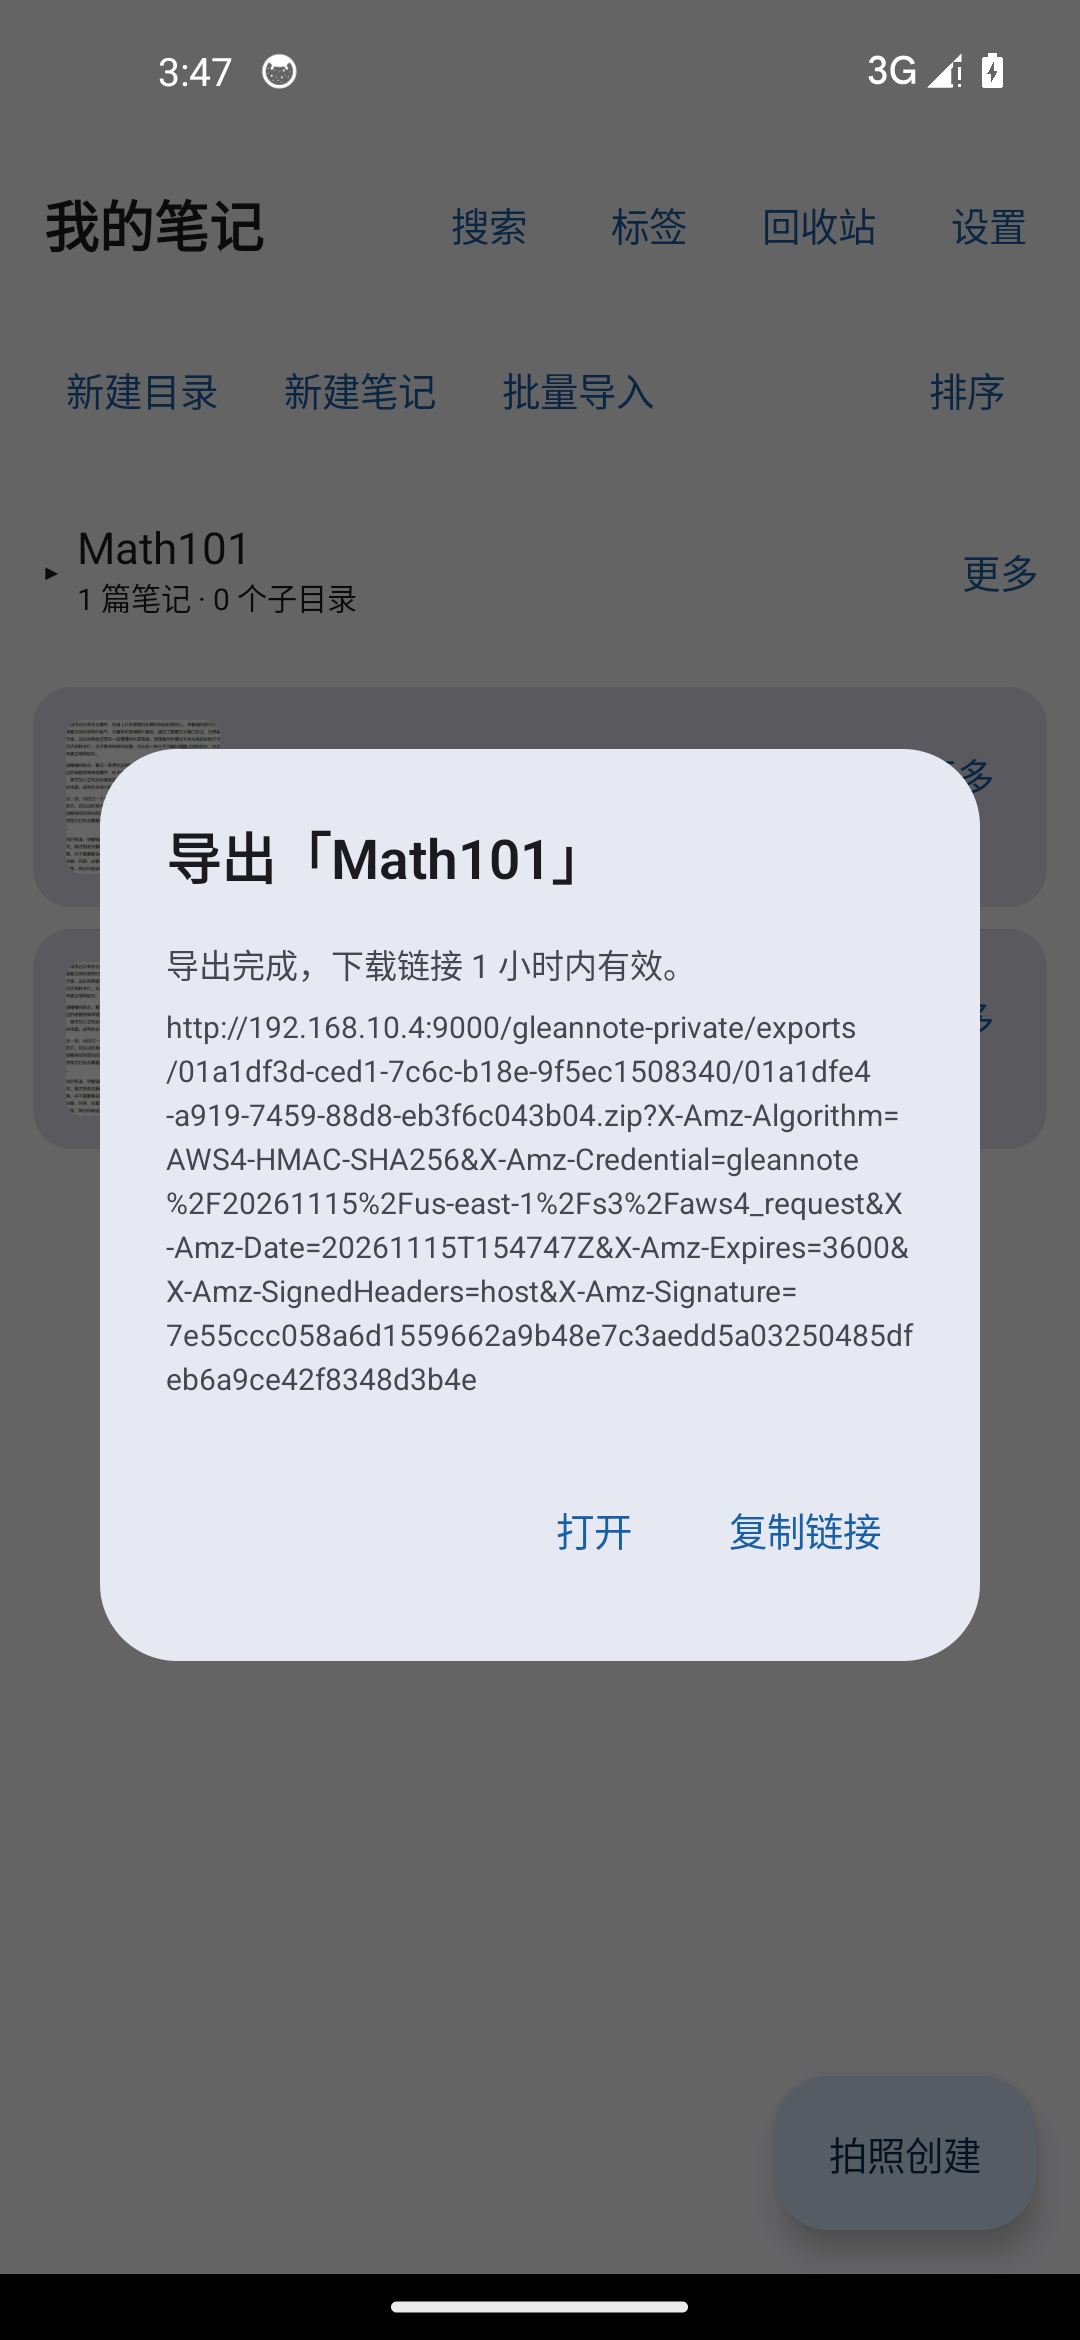 3:47
3G
我的笔记 搜索 标签 回收站 设置
新建目录 新建笔记 批量导入 排序
Math101
1 篇笔记 · 0 个子目录
更多
多
导出「Math101」
导出完成，下载链接 1 小时内有效。
http://192.168.10.4:9000/gleannote-private/exports
/01a1df3d-ced1-7c6c-b18e-9f5ec1508340/01a1dfe4
-a919-7459-88d8-eb3f6c043b04.zip?X-Amz-Algorithm=
AWS4-HMAC-SHA256&X-Amz-Credential=gleannote
%2F20261115%2Fus-east-1%2Fs3%2Faws4_request&X
-Amz-Date=20261115T154747Z&X-Amz-Expires=3600&
X-Amz-SignedHeaders=host&X-Amz-Signature=
7e55ccc058a6d1559662a9b48e7c3aedd5a03250485df
eb6a9ce42f8348d3b4e
打开 复制链接
拍照创建